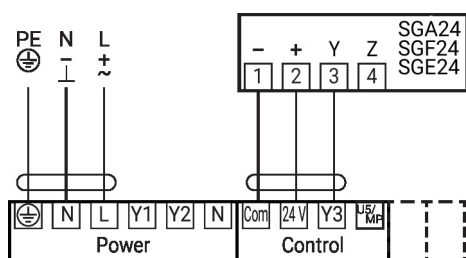 PE N L
– +
⊥ ~
SGA24
SGF24
SGE24
– + Y Z
1 2 3 4
N L Y1 Y2 N Com 24 V Y3 U5/
MP
Power Control